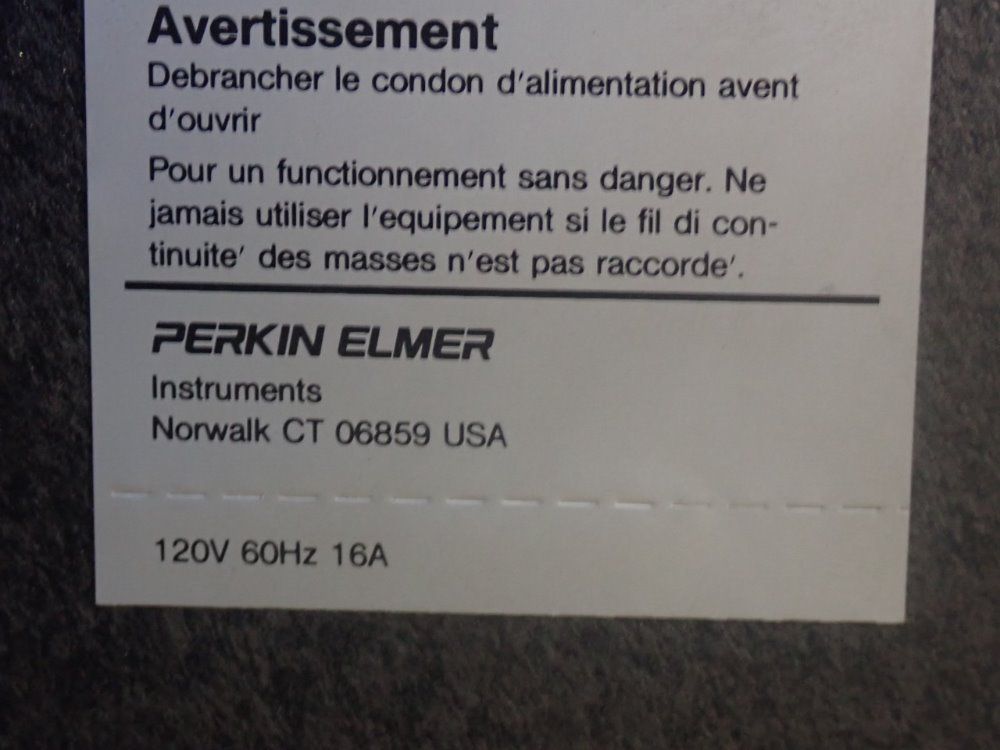 Avertissement
Debrancher le condon d'alimentation avent
d'ouvrir
Pour un functionnement sans danger. Ne
jamais utiliser l'equipement si le fil di con-
tinuite' des masses n'est pas raccorde'.
PERKIN ELMER
Instruments
Norwalk CT 06859 USA
120V 60Hz 16A